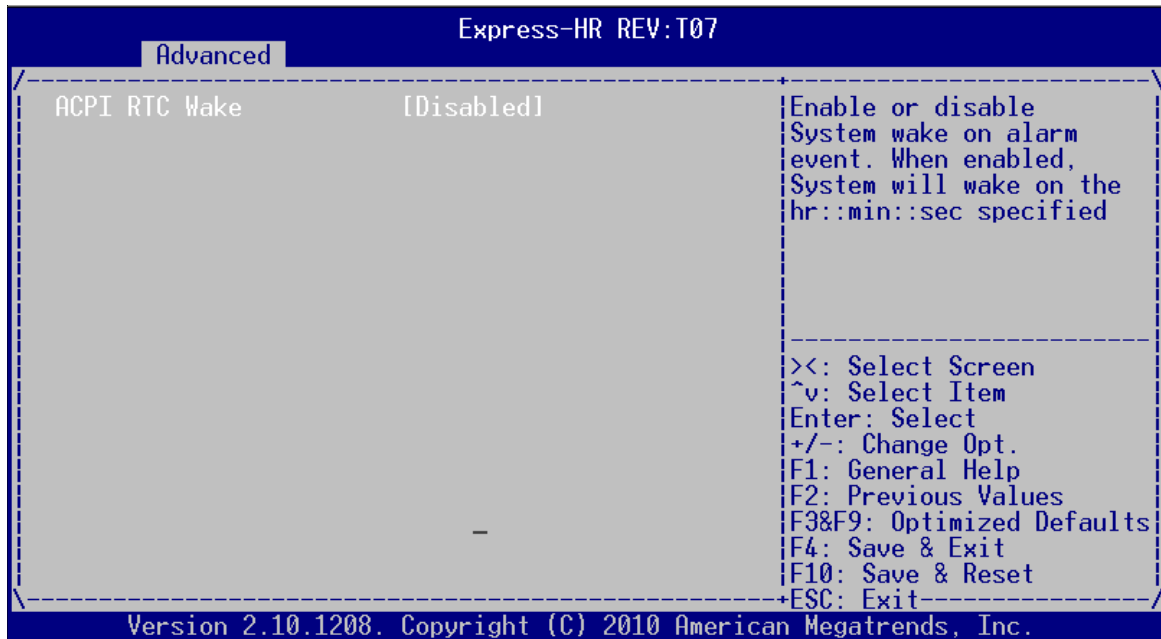 Express-HR REV:T07
Advanced
ACPI RTC Wake [Disabled]
Enable or disable
System wake on alarm
event. When enabled,
System will wake on the
hr::min::sec specified
><: Select Screen
^v: Select Item
Enter: Select
+/-: Change Opt.
F1: General Help
F2: Previous Values
F3&F9: Optimized Defaults
F4: Save & Exit
F10: Save & Reset
ESC: Exit
Version 2.10.1208. Copyright (C) 2010 American Megatrends, Inc.